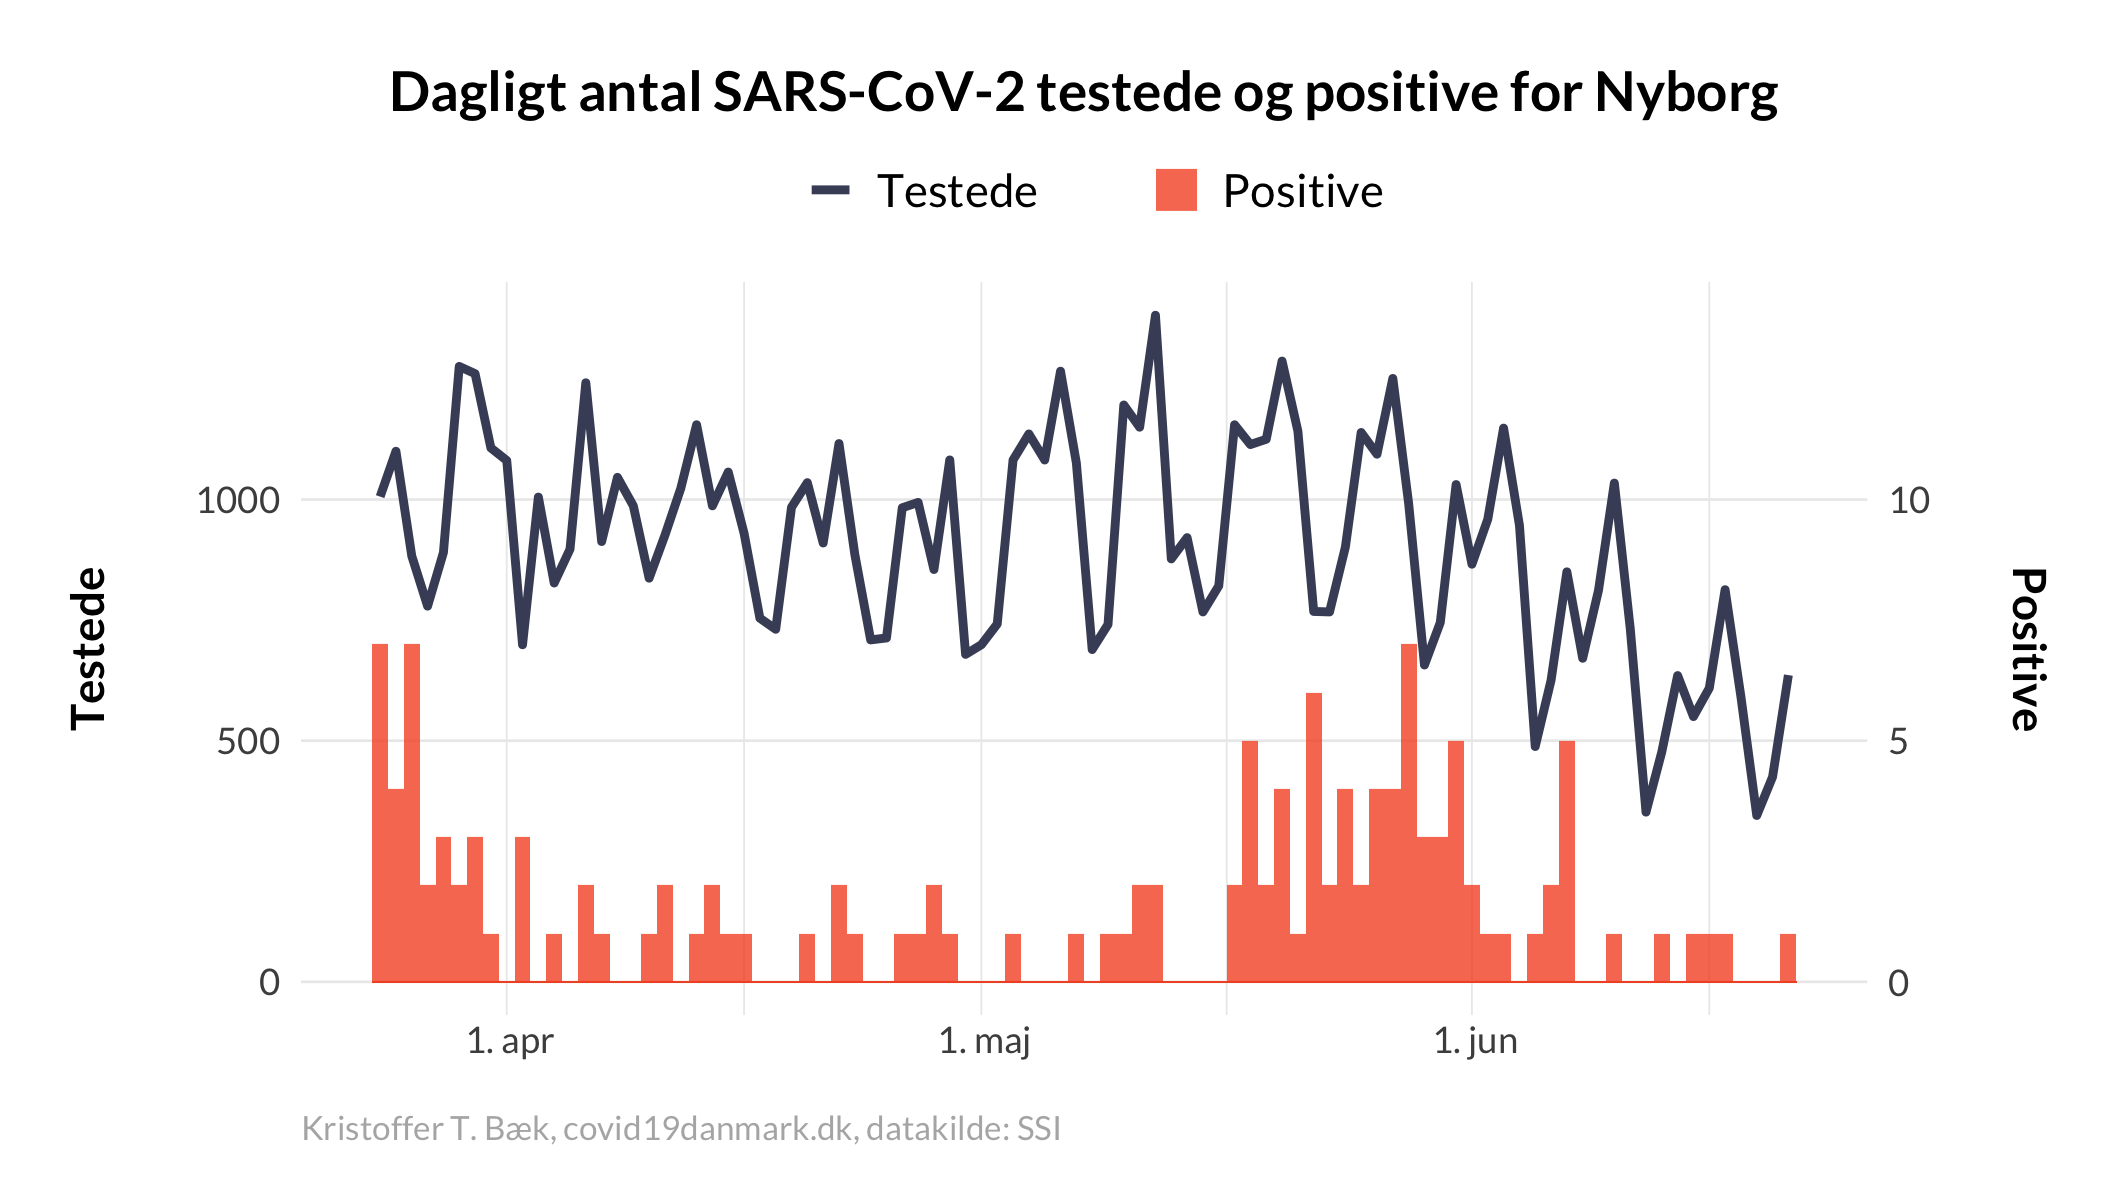 Dagligt antal SARS-CoV-2 testede og positive for Nyborg
Testede
Positive
Testede
1000
500
0
10
5
0
Positive
1. apr
1. maj
1. jun
Kristoffer T. Bæk, covid19danmark.dk, datakilde: SSI